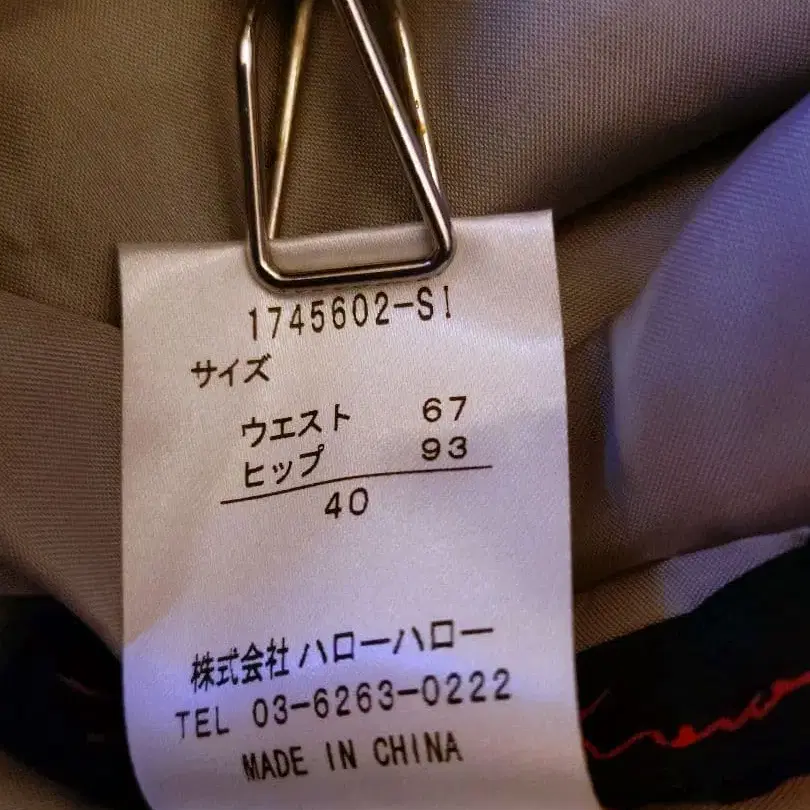 1745602-SI
サイズ
ウエスト 67
ヒップ 93
40
株式会社 ハローハロー
TEL 03-6263-0222
MADE IN CHINA